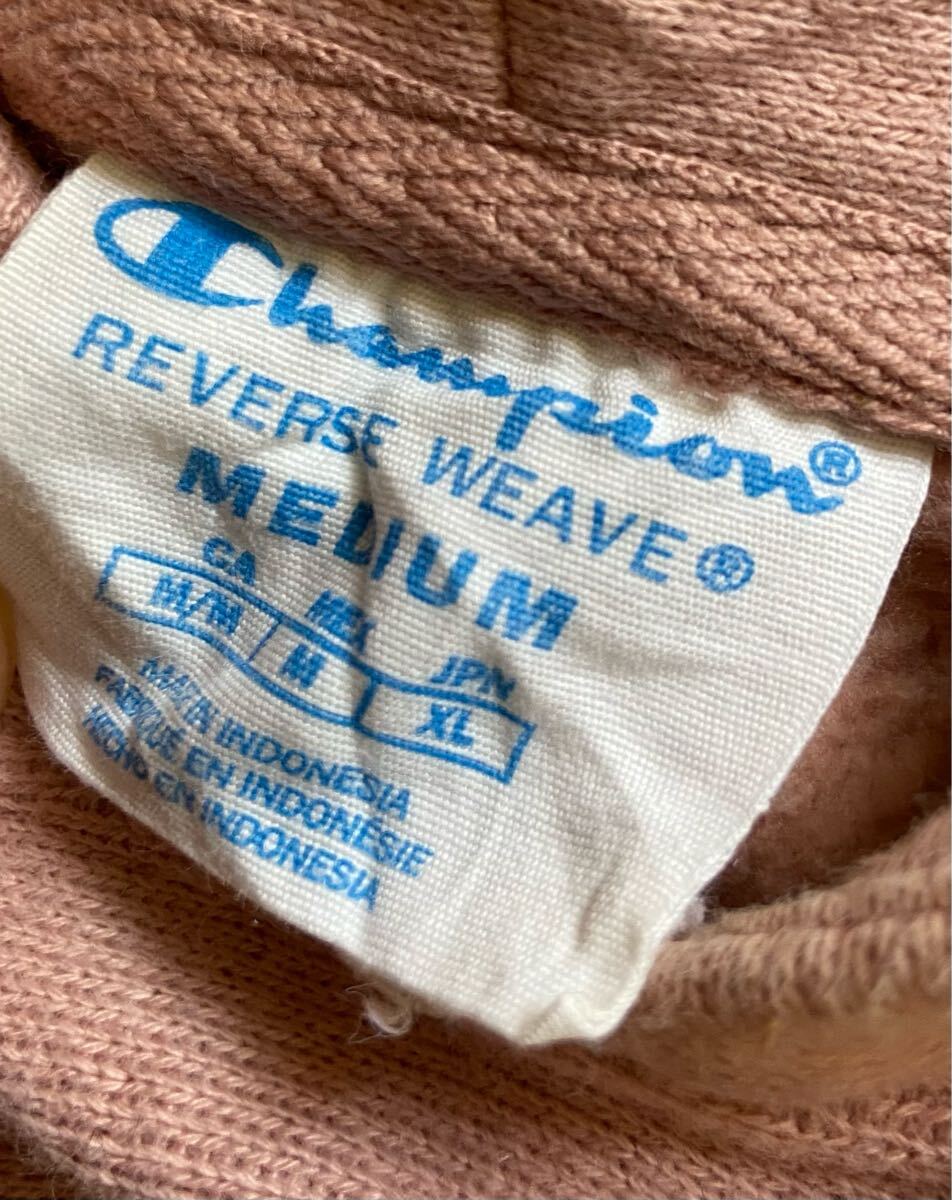 Champion®
REVERSE WEAVE®
MEDIUM
CA MEX JPN
M/M M XL
MADE IN INDONESIA
FABRIQUÉ EN INDONÉSIE
HECHO EN INDONESIA